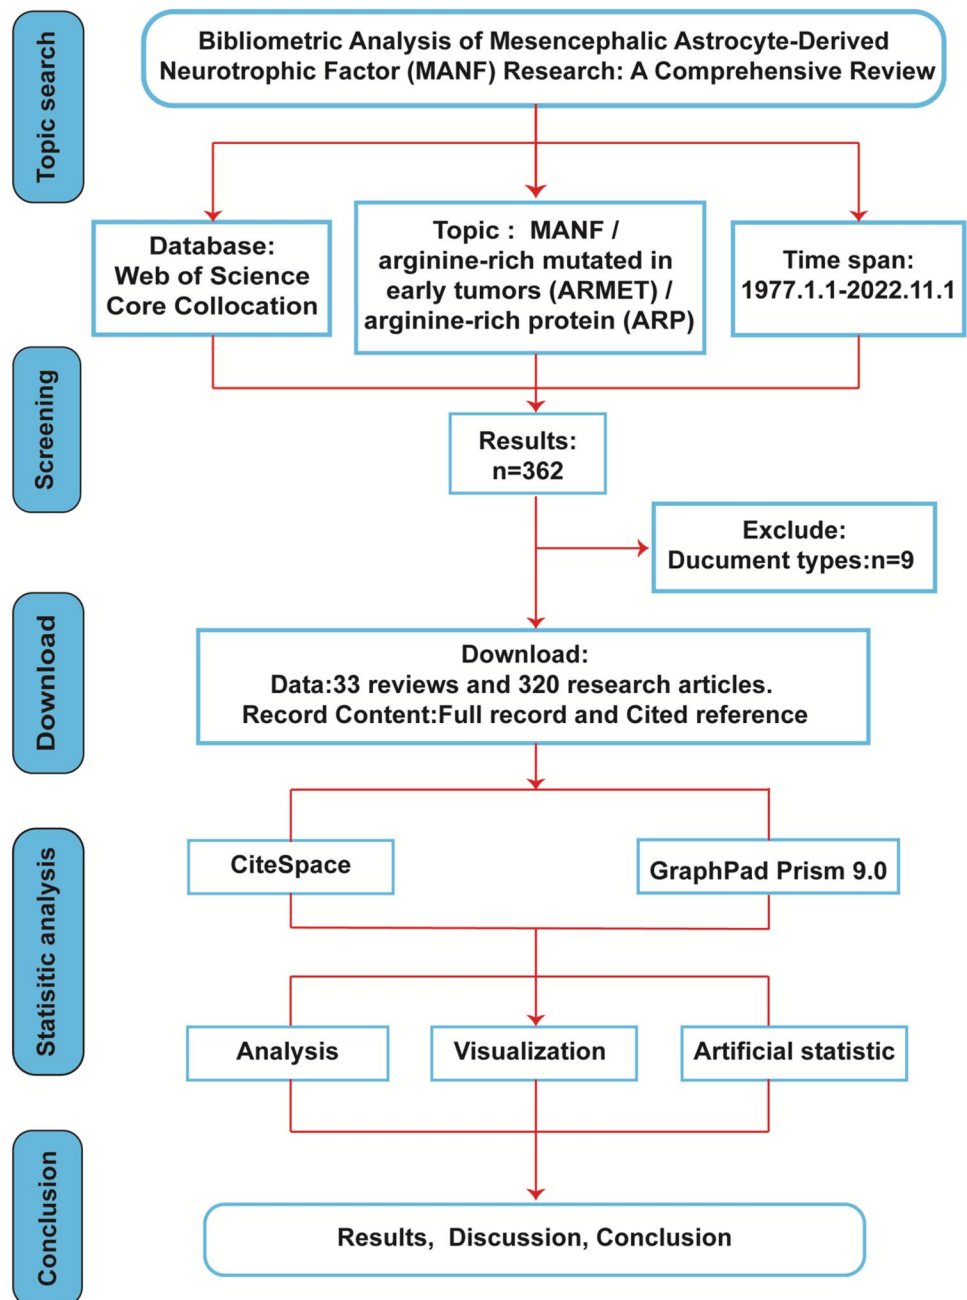 Topic search
Bibliometric Analysis of Mesencephalic Astrocyte-Derived
Neurotrophic Factor (MANF) Research: A Comprehensive Review
Database:
Web of Science
Core Collocation
Topic : MANF /
arginine-rich mutated in
early tumors (ARMET) /
arginine-rich protein (ARP)
Time span:
1977.1.1-2022.11.1
Screening
Results:
n=362
Exclude:
Ducument types:n=9
Download
Download:
Data:33 reviews and 320 research articles.
Record Content:Full record and Cited reference
Statisitic analysis
CiteSpace
GraphPad Prism 9.0
Analysis
Visualization
Artificial statistic
Conclusion
Results, Discussion, Conclusion